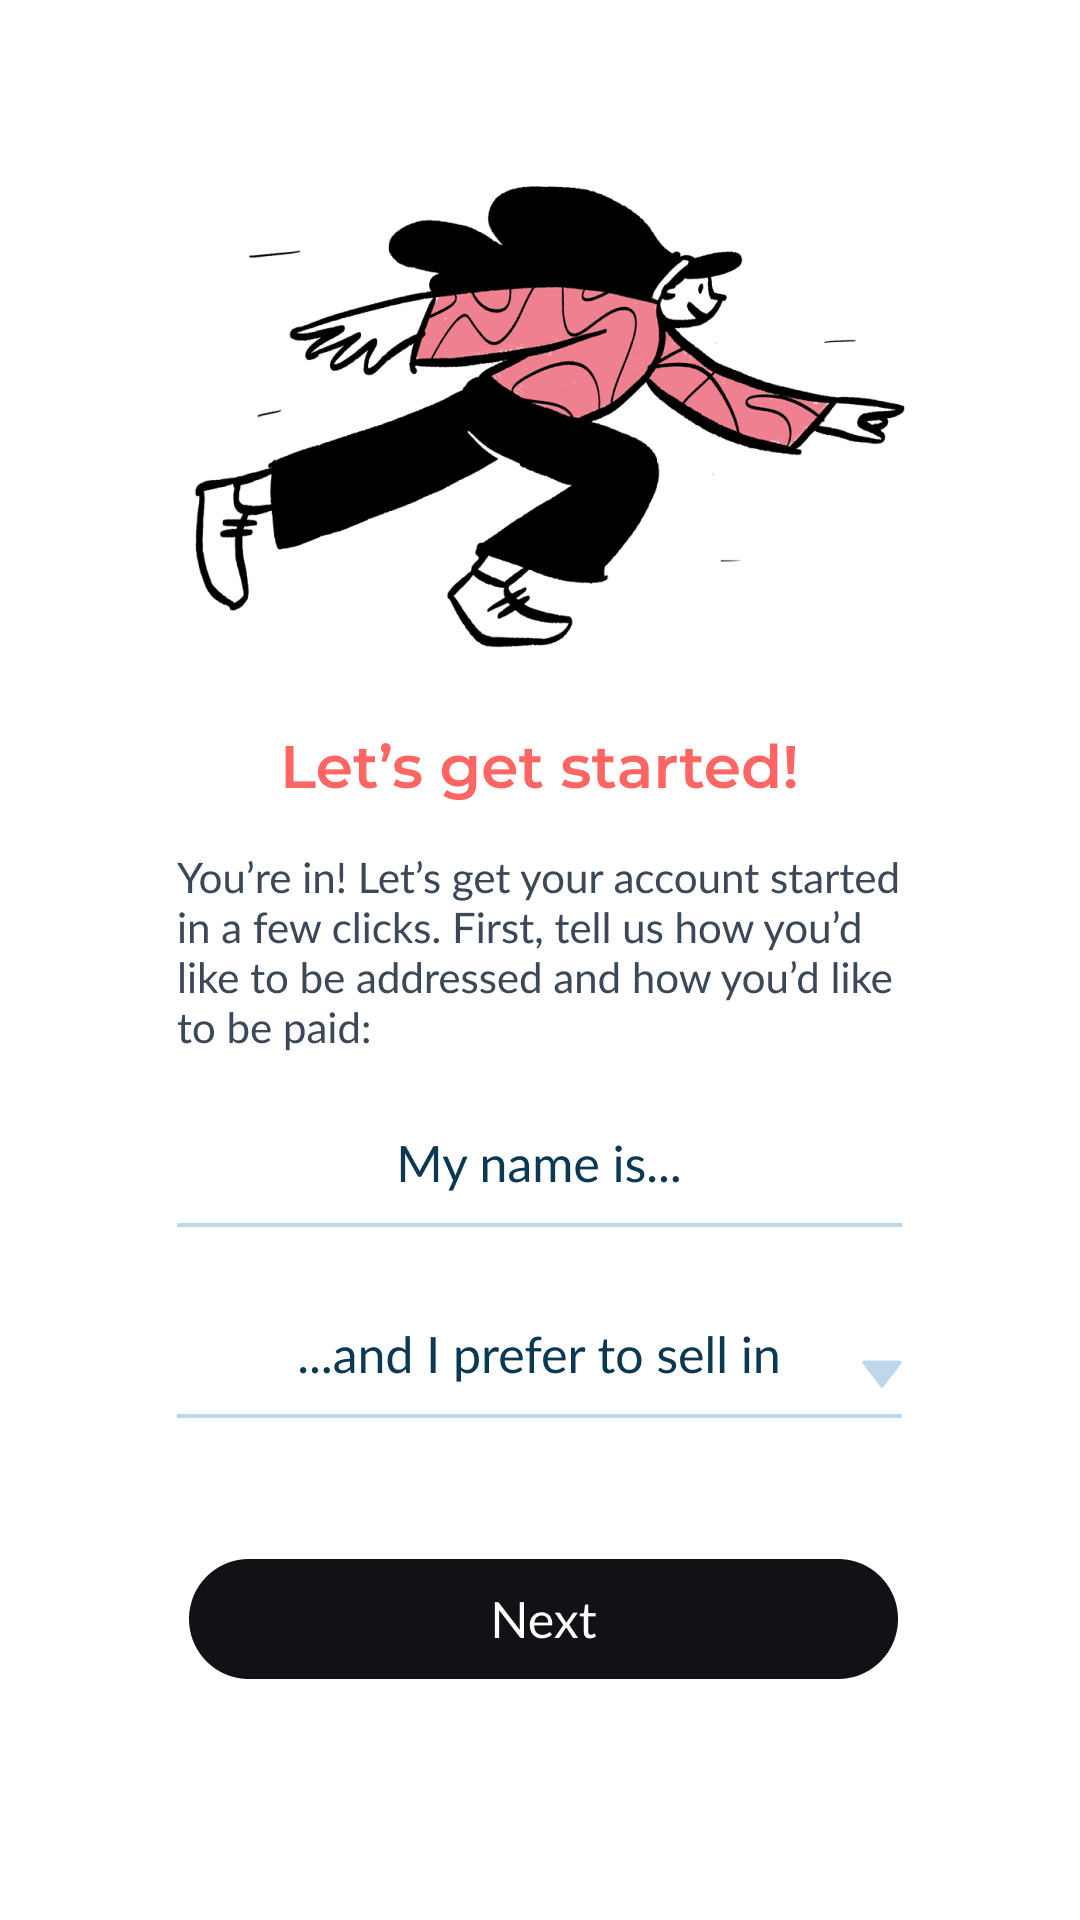 Let’s get started!
You’re in! Let’s get your account started
in a few clicks. First, tell us how you’d
like to be addressed and how you’d like
to be paid:
My name is...
...and I prefer to sell in
Next